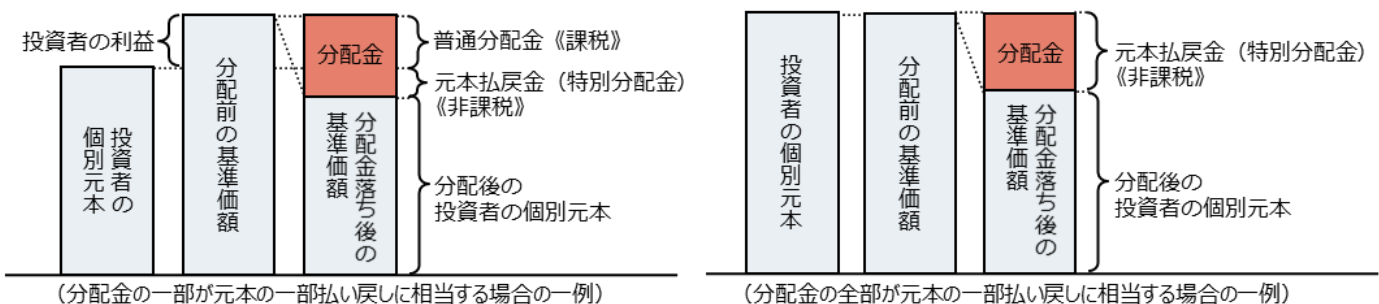 投資者の利益
投資者の
個別元本
分配前の基準価額
分配金
分配金落ち後の
基準価額
普通分配金《課税》
元本払戻金（特別分配金）
《非課税》
分配後の
投資者の個別元本
（分配金の一部が元本の一部払い戻しに相当する場合の一例）
投資者の個別元本
分配前の基準価額
分配金
分配金落ち後の
基準価額
元本払戻金（特別分配金）
《非課税》
分配後の
投資者の個別元本
（分配金の全部が元本の一部払い戻しに相当する場合の一例）